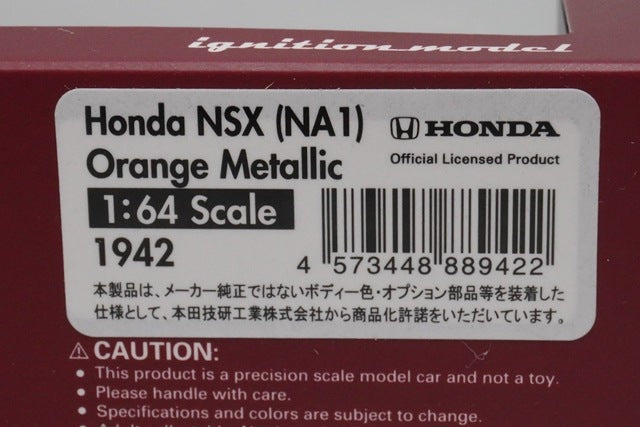 ignition model
Honda NSX (NA1)
HONDA
Orange Metallic
Official Licensed Product
1:64 Scale
1942
4 573448 889422
本製品は、メーカー純正ではないボディー色・オプション部品等を装着した
仕様として、本田技研工業株式会社から商品化許諾をいただいています。
⚠CAUTION:
• This product is a precision scale model car and not a toy.
• Please handle with care.
• Specifications and colors are subject to change.